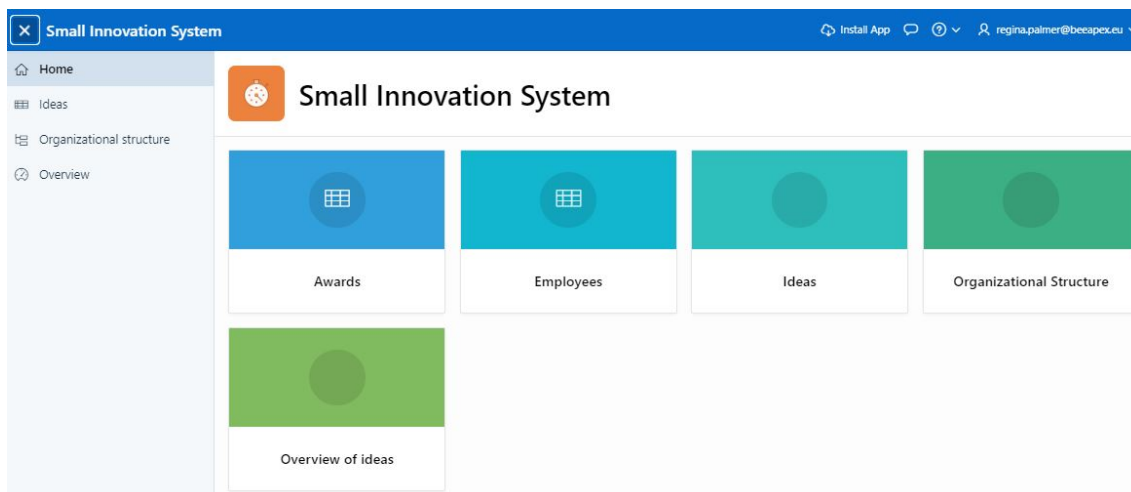 Small Innovation System
Install App
regina.palmer@beeapex.eu
Home
Ideas
Organizational structure
Overview
Small Innovation System
Awards
Employees
Ideas
Organizational Structure
Overview of ideas